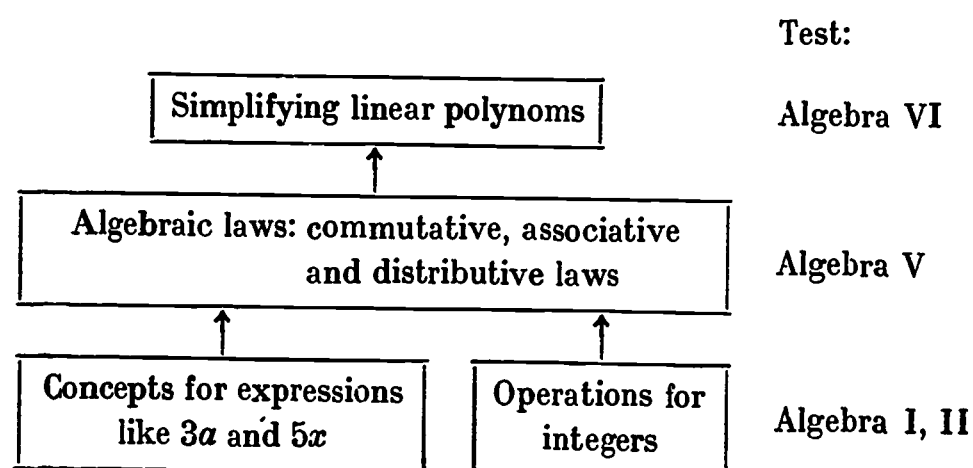 Test:
Simplifying linear polynoms
Algebra VI
Algebraic laws: commutative, associative
and distributive laws
Algebra V
Concepts for expressions
like 3a and 5x
Operations for
integers
Algebra I, II